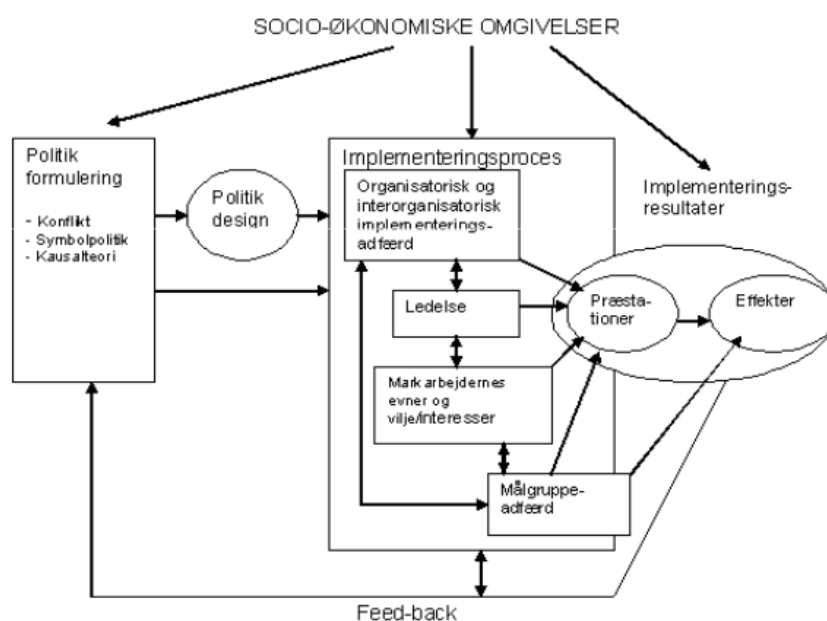 SOCIO-ØKONOMISKE OMGIVELSER
Politik
formulering
- Konflikt
- Symbolpolitik
- Kausalteori
Politik
design
Implementeringsproces
Organisatorisk og
interorganisatorisk
implementerings-
adfærd
Ledelse
Markarbejdernes
evner og
vilje/interesser
Målgruppe-
adfærd
Implementerings-
resultater
Præsta-
tioner
Effekter
Feed-back